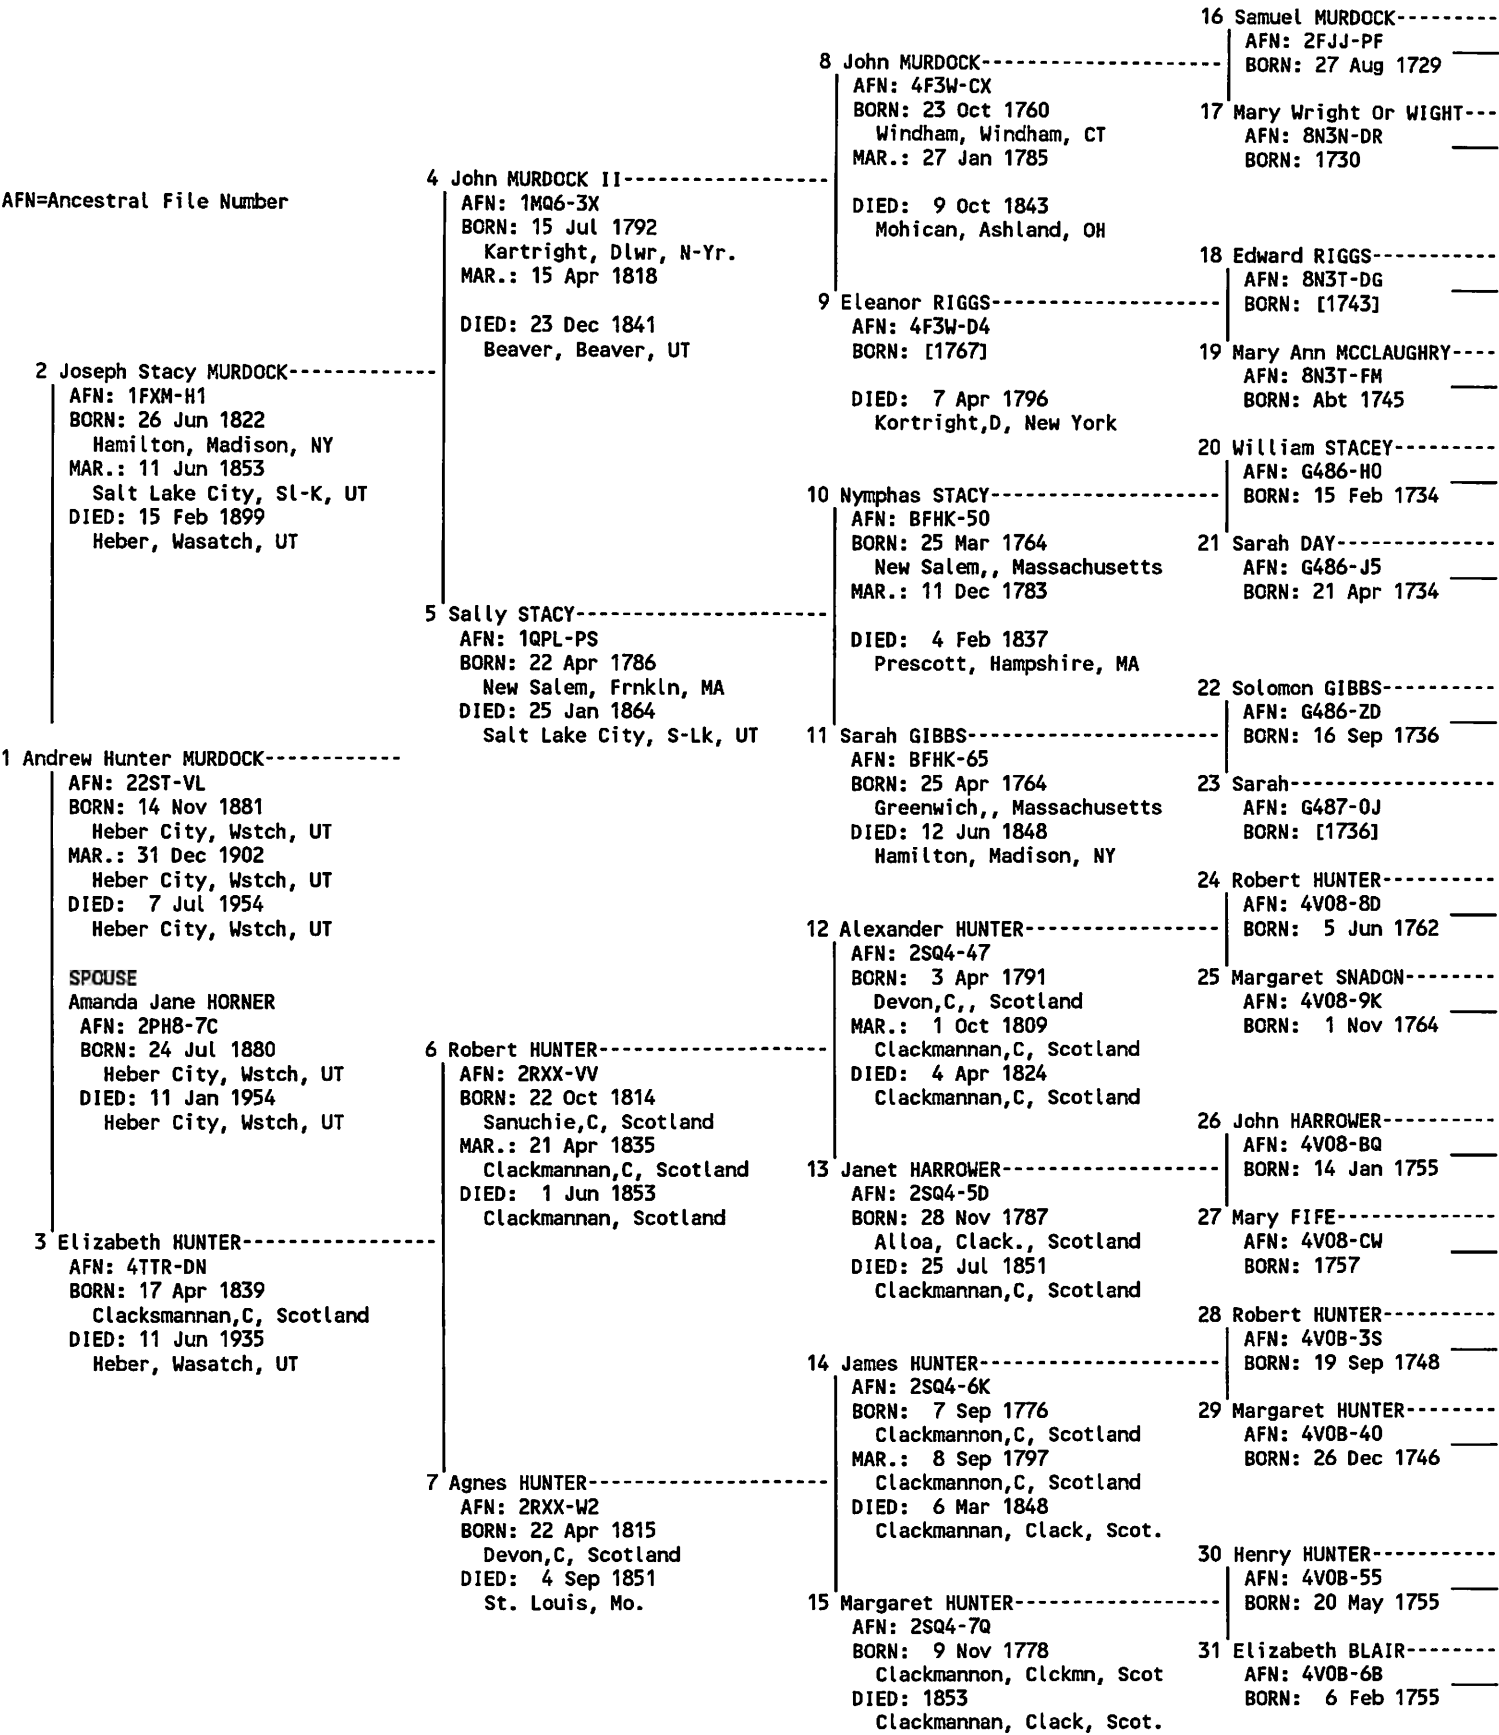 AFN=Ancestral File Number
1 Andrew Hunter MURDOCK------------
AFN: 22ST-VL
BORN: 14 Nov 1881
Heber City, Wstch, UT
MAR.: 31 Dec 1902
Heber City, Wstch, UT
DIED: 7 Jul 1954
Heber City, Wstch, UT
SPOUSE
Amanda Jane HORNER
AFN: 2PH8-7C
BORN: 24 Jul 1880
Heber City, Wstch, UT
DIED: 11 Jan 1954
Heber City, Wstch, UT
2 Joseph Stacy MURDOCK-------------
AFN: 1FXM-H1
BORN: 26 Jun 1822
Hamilton, Madison, NY
MAR.: 11 Jun 1853
Salt Lake City, Sl-K, UT
DIED: 15 Feb 1899
Heber, Wasatch, UT
3 Elizabeth HUNTER-----------------
AFN: 4TTR-DN
BORN: 17 Apr 1839
Clacksmannan,C, Scotland
DIED: 11 Jun 1935
Heber, Wasatch, UT
4 John MURDOCK II------------------
AFN: 1MQ6-3X
BORN: 15 Jul 1792
Kartright, Dlwr, N-Yr.
MAR.: 15 Apr 1818
DIED: 23 Dec 1841
Beaver, Beaver, UT
5 Sally STACY----------------------
AFN: 1QPL-PS
BORN: 22 Apr 1786
New Salem, Frnkln, MA
DIED: 25 Jan 1864
Salt Lake City, S-Lk, UT
6 Robert HUNTER--------------------
AFN: 2RXX-VV
BORN: 22 Oct 1814
Sanuchie,C, Scotland
MAR.: 21 Apr 1835
Clackmannan,C, Scotland
DIED: 1 Jun 1853
Clackmannan, Scotland
7 Agnes HUNTER---------------------
AFN: 2RXX-W2
BORN: 22 Apr 1815
Devon,C, Scotland
DIED: 4 Sep 1851
St. Louis, Mo.
8 John MURDOCK---------------------
AFN: 4F3W-CX
BORN: 23 Oct 1760
Windham, Windham, CT
MAR.: 27 Jan 1785
DIED: 9 Oct 1843
Mohican, Ashland, OH
9 Eleanor RIGGS--------------------
AFN: 4F3W-D4
BORN: [1767]
DIED: 7 Apr 1796
Kortright,D, New York
10 Nymphas STACY--------------------
AFN: BFHK-50
BORN: 25 Mar 1764
New Salem,, Massachusetts
MAR.: 11 Dec 1783
DIED: 4 Feb 1837
Prescott, Hampshire, MA
11 Sarah GIBBS----------------------
AFN: BFHK-65
BORN: 25 Apr 1764
Greenwich,, Massachusetts
DIED: 12 Jun 1848
Hamilton, Madison, NY
12 Alexander HUNTER-----------------
AFN: 2SQ4-47
BORN: 3 Apr 1791
Devon,C,, Scotland
MAR.: 1 Oct 1809
Clackmannan,C, Scotland
DIED: 4 Apr 1824
Clackmannan,C, Scotland
13 Janet HARROWER-------------------
AFN: 2SQ4-5D
BORN: 28 Nov 1787
Alloa, Clack., Scotland
DIED: 25 Jul 1851
Clackmannan,C, Scotland
14 James HUNTER---------------------
AFN: 2SQ4-6K
BORN: 7 Sep 1776
Clackmannon,C, Scotland
MAR.: 8 Sep 1797
Clackmannon,C, Scotland
DIED: 6 Mar 1848
Clackmannan, Clack, Scot.
15 Margaret HUNTER------------------
AFN: 2SQ4-7Q
BORN: 9 Nov 1778
Clackmannon, Clckmn, Scot
DIED: 1853
Clackmannan, Clack, Scot.
16 Samuel MURDOCK---------
AFN: 2FJJ-PF
BORN: 27 Aug 1729
17 Mary Wright Or WIGHT---
AFN: 8N3N-DR
BORN: 1730
18 Edward RIGGS-----------
AFN: 8N3T-DG
BORN: [1743]
19 Mary Ann MCCLAUGHRY----
AFN: 8N3T-FM
BORN: Abt 1745
20 William STACEY---------
AFN: G486-H0
BORN: 15 Feb 1734
21 Sarah DAY--------------
AFN: G486-J5
BORN: 21 Apr 1734
22 Solomon GIBBS----------
AFN: G486-ZD
BORN: 16 Sep 1736
23 Sarah------------------
AFN: G487-0J
BORN: [1736]
24 Robert HUNTER----------
AFN: 4V08-8D
BORN: 5 Jun 1762
25 Margaret SNADON--------
AFN: 4V08-9K
BORN: 1 Nov 1764
26 John HARROWER----------
AFN: 4V08-BQ
BORN: 14 Jan 1755
27 Mary FIFE--------------
AFN: 4V08-CW
BORN: 1757
28 Robert HUNTER----------
AFN: 4V0B-3S
BORN: 19 Sep 1748
29 Margaret HUNTER--------
AFN: 4V0B-40
BORN: 26 Dec 1746
30 Henry HUNTER-----------
AFN: 4V0B-55
BORN: 20 May 1755
31 Elizabeth BLAIR--------
AFN: 4V0B-6B
BORN: 6 Feb 1755